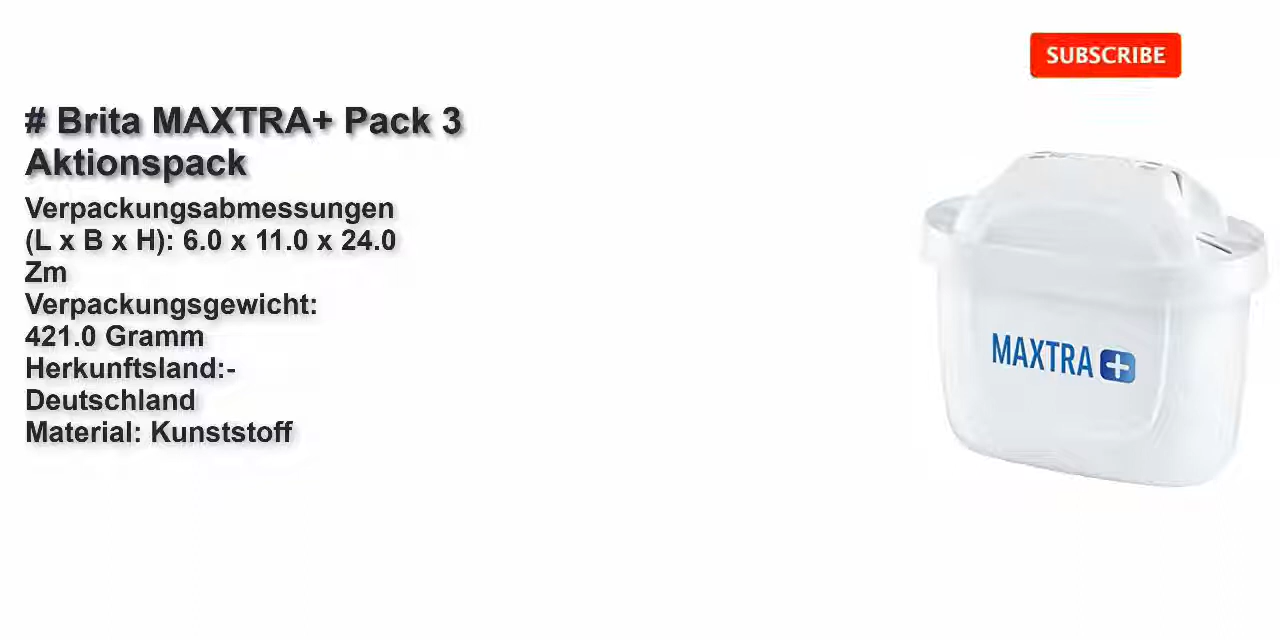 SUBSCRIBE
# Brita MAXTRA+ Pack 3
Aktionspack
Verpackungsabmessungen
(L x B x H): 6.0 x 11.0 x 24.0
Zm
Verpackungsgewicht:
421.0 Gramm
Herkunftsland:-
Deutschland
Material: Kunststoff
MAXTRA+